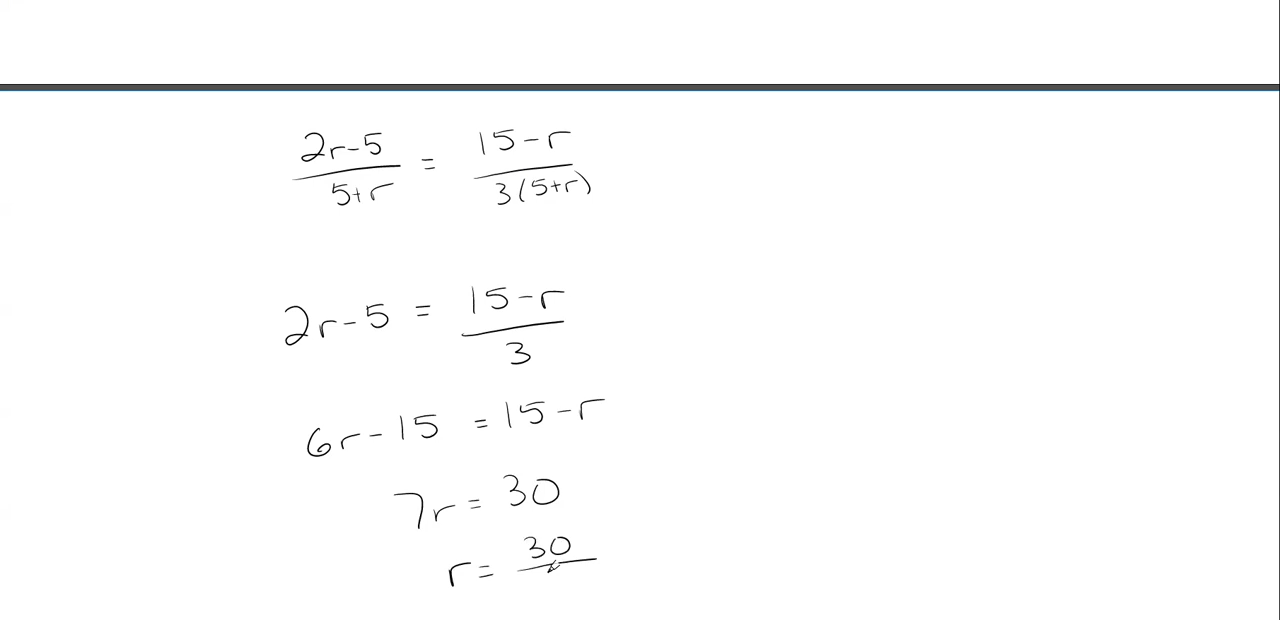 2r-5 / 5+r = 15-r / 3(5+r)
2r-5 = 15-r / 3
6r-15 = 15-r
7r = 30
r = 30 /